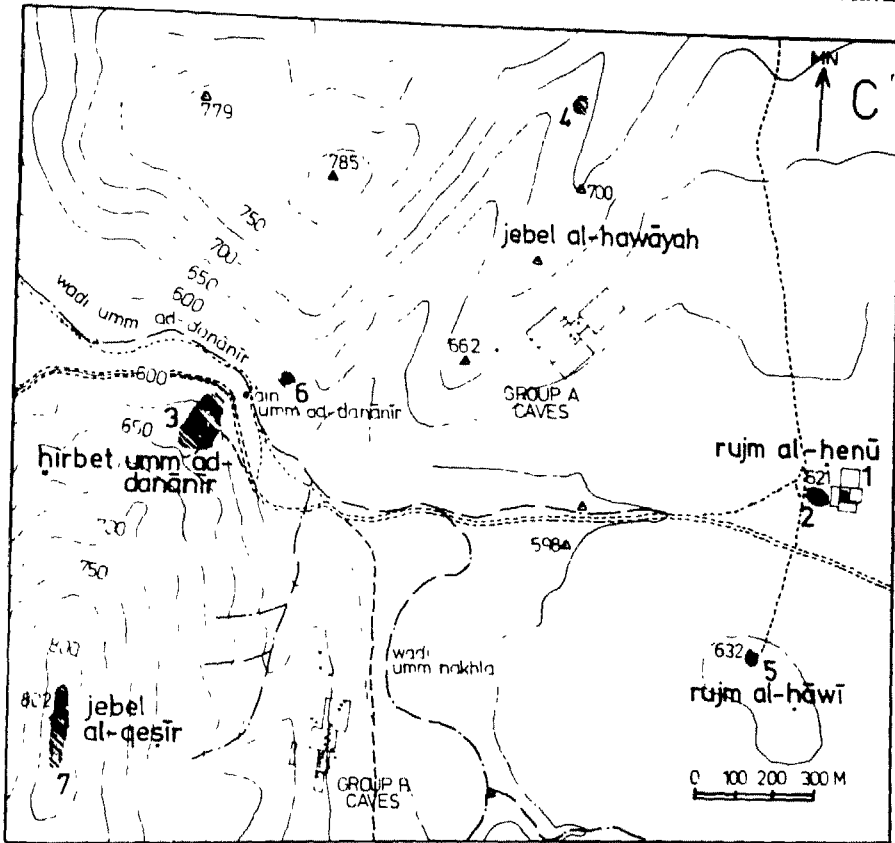 MN
C
779
785
4
700
jebel al-hawāyah
750
700
650
600
wadi
umm ad-danānīr
662
600
6
ain
umm ad-danānīr
GROUP A
CAVES
3
650
ḥirbet umm ad-
danānīr
rujm al-henū
621
1
2
700
598
750
wadi
umm nakhla
800
632
5
rujm al-ḥāwī
802
jebel
al-qeṣīr
7
GROUP B
CAVES
0 100 200 300 M